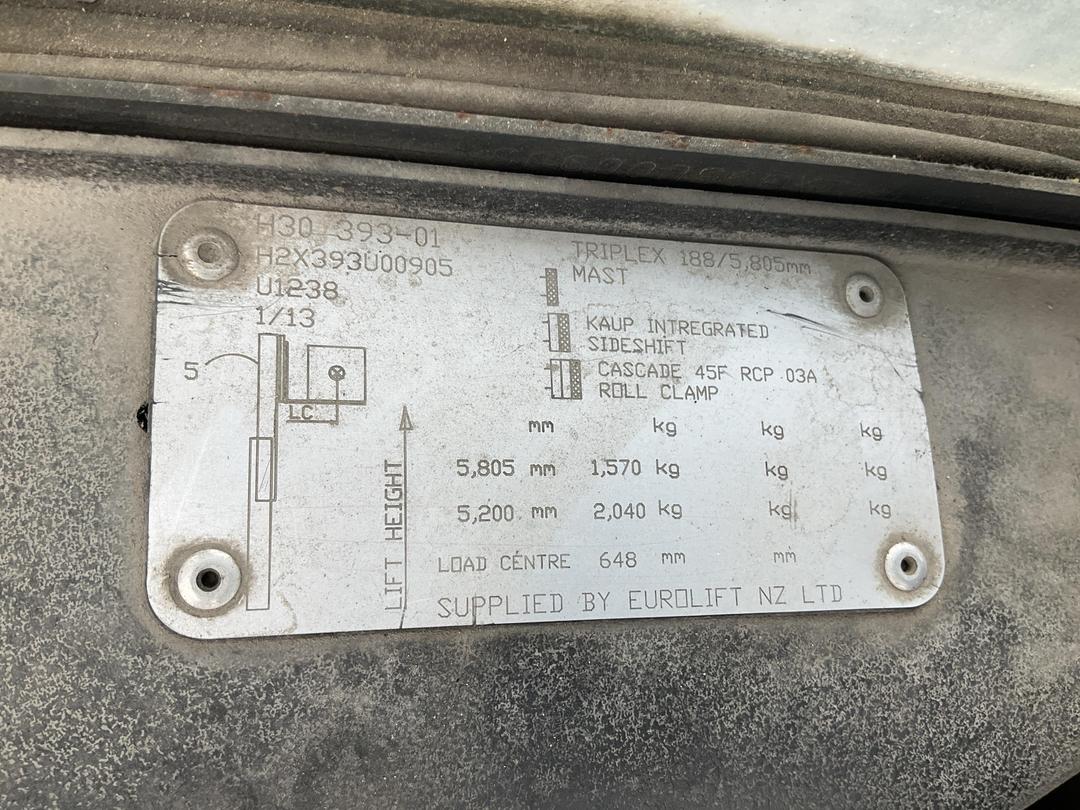 H30/393-01
H2X393U00905
U1238
1/13
TRIPLEX 188/5,805mm
MAST
KAUP INTREGRATED
SIDESHIFT
CASCADE 45F RCP 03A
ROLL CLAMP
5
LC
LIFT HEIGHT
mm kg kg kg
5,805 mm 1,570 kg kg kg
5,200 mm 2,040 kg kg kg
LOAD CENTRE 648 mm mm
SUPPLIED BY EUROLIFT NZ LTD